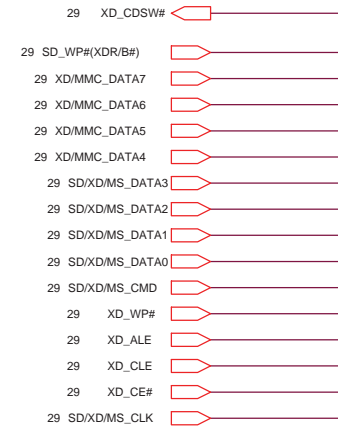 29 XD_CDSW#
29 SD_WP#(XDR/B#)
29 XD/MMC_DATA7
29 XD/MMC_DATA6
29 XD/MMC_DATA5
29 XD/MMC_DATA4
29 SD/XD/MS_DATA3
29 SD/XD/MS_DATA2
29 SD/XD/MS_DATA1
29 SD/XD/MS_DATA0
29 SD/XD/MS_CMD
29 XD_WP#
29 XD_ALE
29 XD_CLE
29 XD_CE#
29 SD/XD/MS_CLK